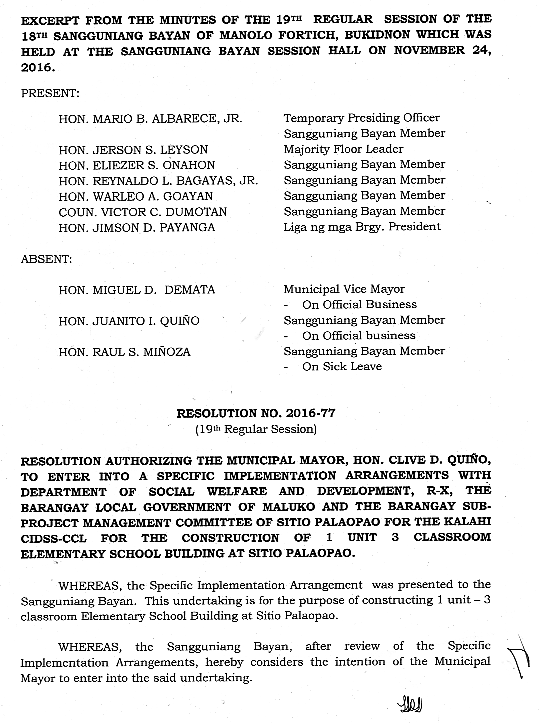 EXCERPT FROM THE MINUTES OF THE 19TH REGULAR SESSION OF THE
18TH SANGGUNIANG BAYAN OF MANOLO FORTICH, BUKIDNON WHICH WAS
HELD AT THE SANGGUNIANG BAYAN SESSION HALL ON NOVEMBER 24,
2016.
PRESENT:
HON. MARIO B. ALBARECE, JR. Temporary Presiding Officer
Sangguniang Bayan Member
HON. JERSON S. LEYSON Majority Floor Leader
HON. ELIEZER S. ONAHON Sangguniang Bayan Member
HON. REYNALDO L. BAGAYAS, JR. Sangguniang Bayan Member
HON. WARLEO A. GOAYAN Sangguniang Bayan Member
COUN. VICTOR C. DUMOTAN Sangguniang Bayan Member
HON. JIMSON D. PAYANGA Liga ng mga Brgy. President
ABSENT:
HON. MIGUEL D. DEMATA Municipal Vice Mayor
- On Official Business
HON. JUANITO I. QUIÑO Sangguniang Bayan Member
- On Official business
HON. RAUL S. MIÑOZA Sangguniang Bayan Member
- On Sick Leave
RESOLUTION NO. 2016-77
(19th Regular Session)
RESOLUTION AUTHORIZING THE MUNICIPAL MAYOR, HON. CLIVE D. QUIÑO,
TO ENTER INTO A SPECIFIC IMPLEMENTATION ARRANGEMENTS WITH
DEPARTMENT OF SOCIAL WELFARE AND DEVELOPMENT, R-X, THE
BARANGAY LOCAL GOVERNMENT OF MALUKO AND THE BARANGAY SUB-
PROJECT MANAGEMENT COMMITTEE OF SITIO PALAOPAO FOR THE KALAHI
CIDSS-CCL FOR THE CONSTRUCTION OF 1 UNIT 3 CLASSROOM
ELEMENTARY SCHOOL BUILDING AT SITIO PALAOPAO.
WHEREAS, the Specific Implementation Arrangement was presented to the
Sangguniang Bayan. This undertaking is for the purpose of constructing 1 unit – 3
classroom Elementary School Building at Sitio Palaopao.
WHEREAS, the Sangguniang Bayan, after review of the Specific
Implementation Arrangements, hereby considers the intention of the Municipal
Mayor to enter into the said undertaking.